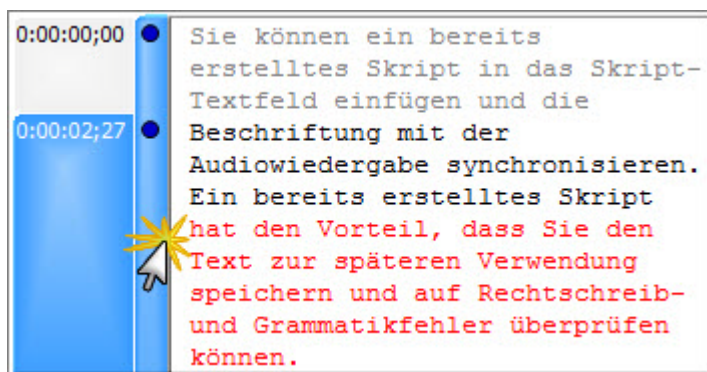 0:00:00;00 Sie können ein bereits
erstelltes Skript in das Skript-
Textfeld einfügen und die
0:00:02;27 Beschriftung mit der
Audiowiedergabe synchronisieren.
Ein bereits erstelltes Skript
hat den Vorteil, dass Sie den
Text zur späteren Verwendung
speichern und auf Rechtschreib-
und Grammatikfehler überprüfen
können.